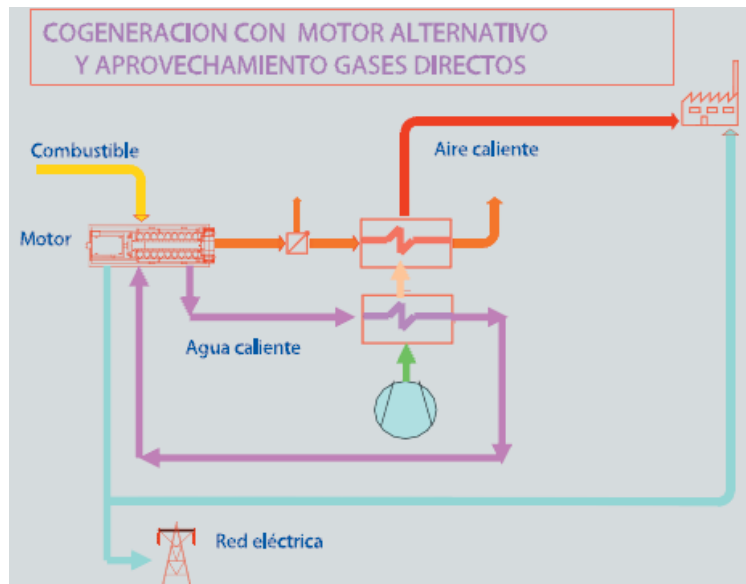 COGENERACION CON MOTOR ALTERNATIVO
Y APROVECHAMIENTO GASES DIRECTOS
Combustible
Aire caliente
Motor
Agua caliente
Red eléctrica